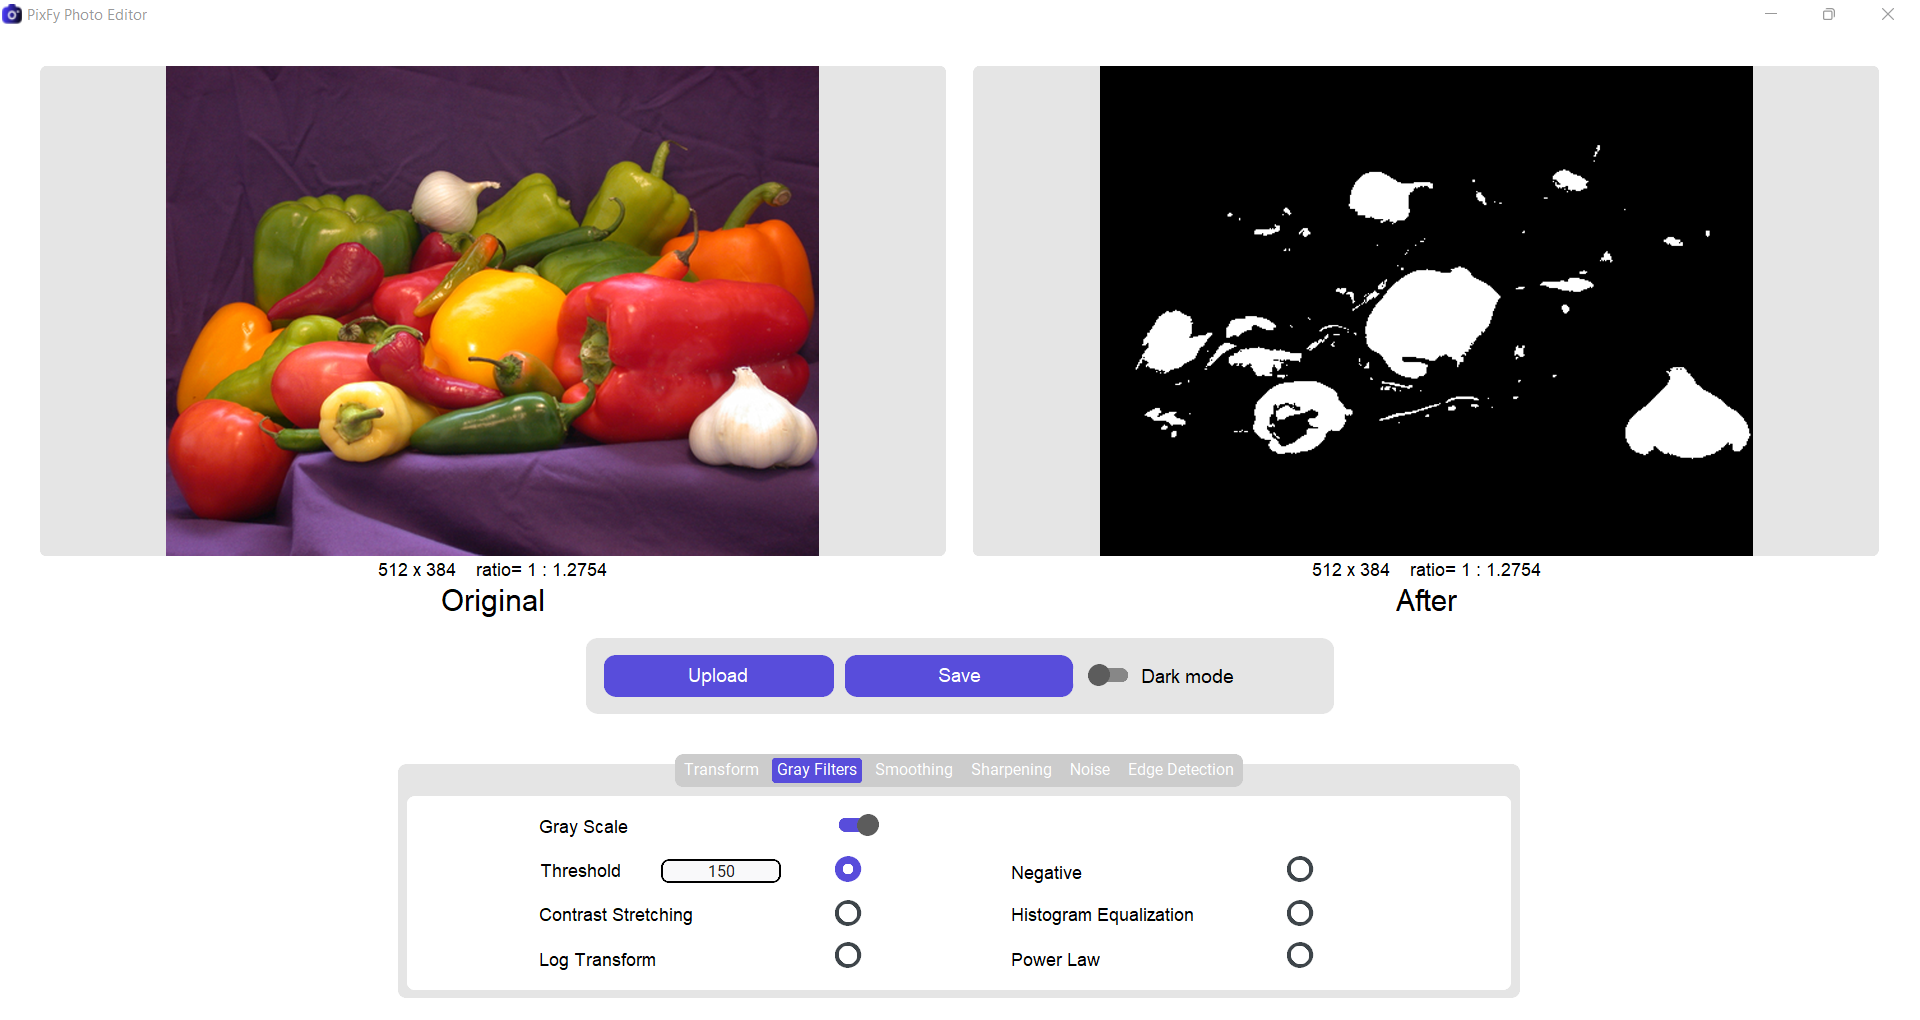 PixFy Photo Editor
512 x 384 ratio= 1 : 1.2754
Original
512 x 384 ratio= 1 : 1.2754
After
Upload
Save
Dark mode
Transform Gray Filters Smoothing Sharpening Noise Edge Detection
Gray Scale
Threshold 150
Negative
Contrast Stretching
Histogram Equalization
Log Transform
Power Law